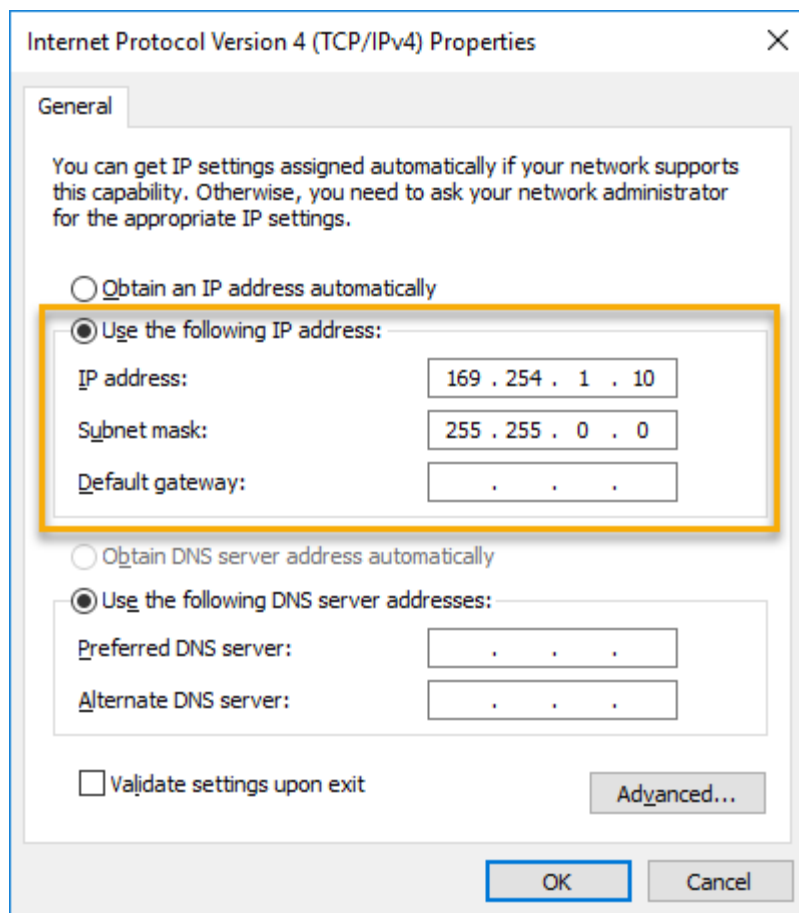 Internet Protocol Version 4 (TCP/IPv4) Properties
General
You can get IP settings assigned automatically if your network supports
this capability. Otherwise, you need to ask your network administrator
for the appropriate IP settings.
Obtain an IP address automatically
Use the following IP address:
IP address: 169 . 254 . 1 . 10
Subnet mask: 255 . 255 . 0 . 0
Default gateway: . . .
Obtain DNS server address automatically
Use the following DNS server addresses:
Preferred DNS server: . . .
Alternate DNS server: . . .
Validate settings upon exit
Advanced...
OK Cancel